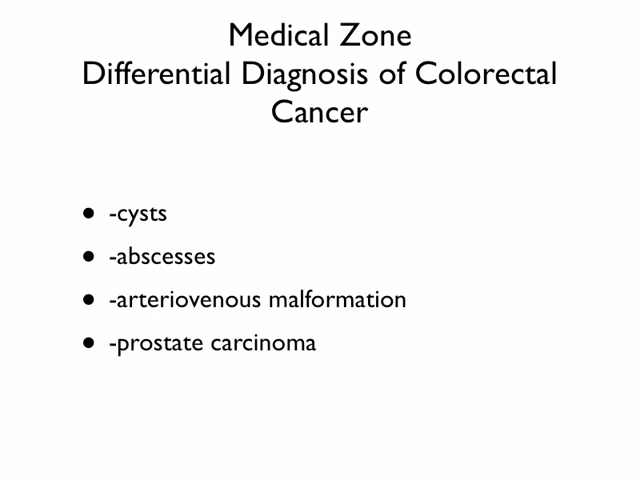 Medical Zone
Differential Diagnosis of Colorectal
Cancer
• -cysts
• -abscesses
• -arteriovenous malformation
• -prostate carcinoma